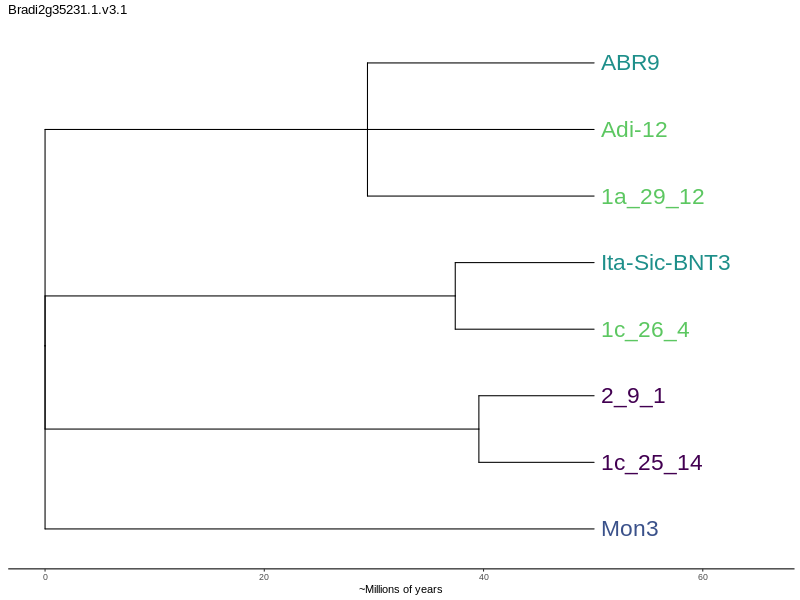 Bradi2g35231.1.v3.1
ABR9
Adi-12
1a_29_12
Ita-Sic-BNT3
1c_26_4
2_9_1
1c_25_14
Mon3
0 20 40 60
~Millions of years